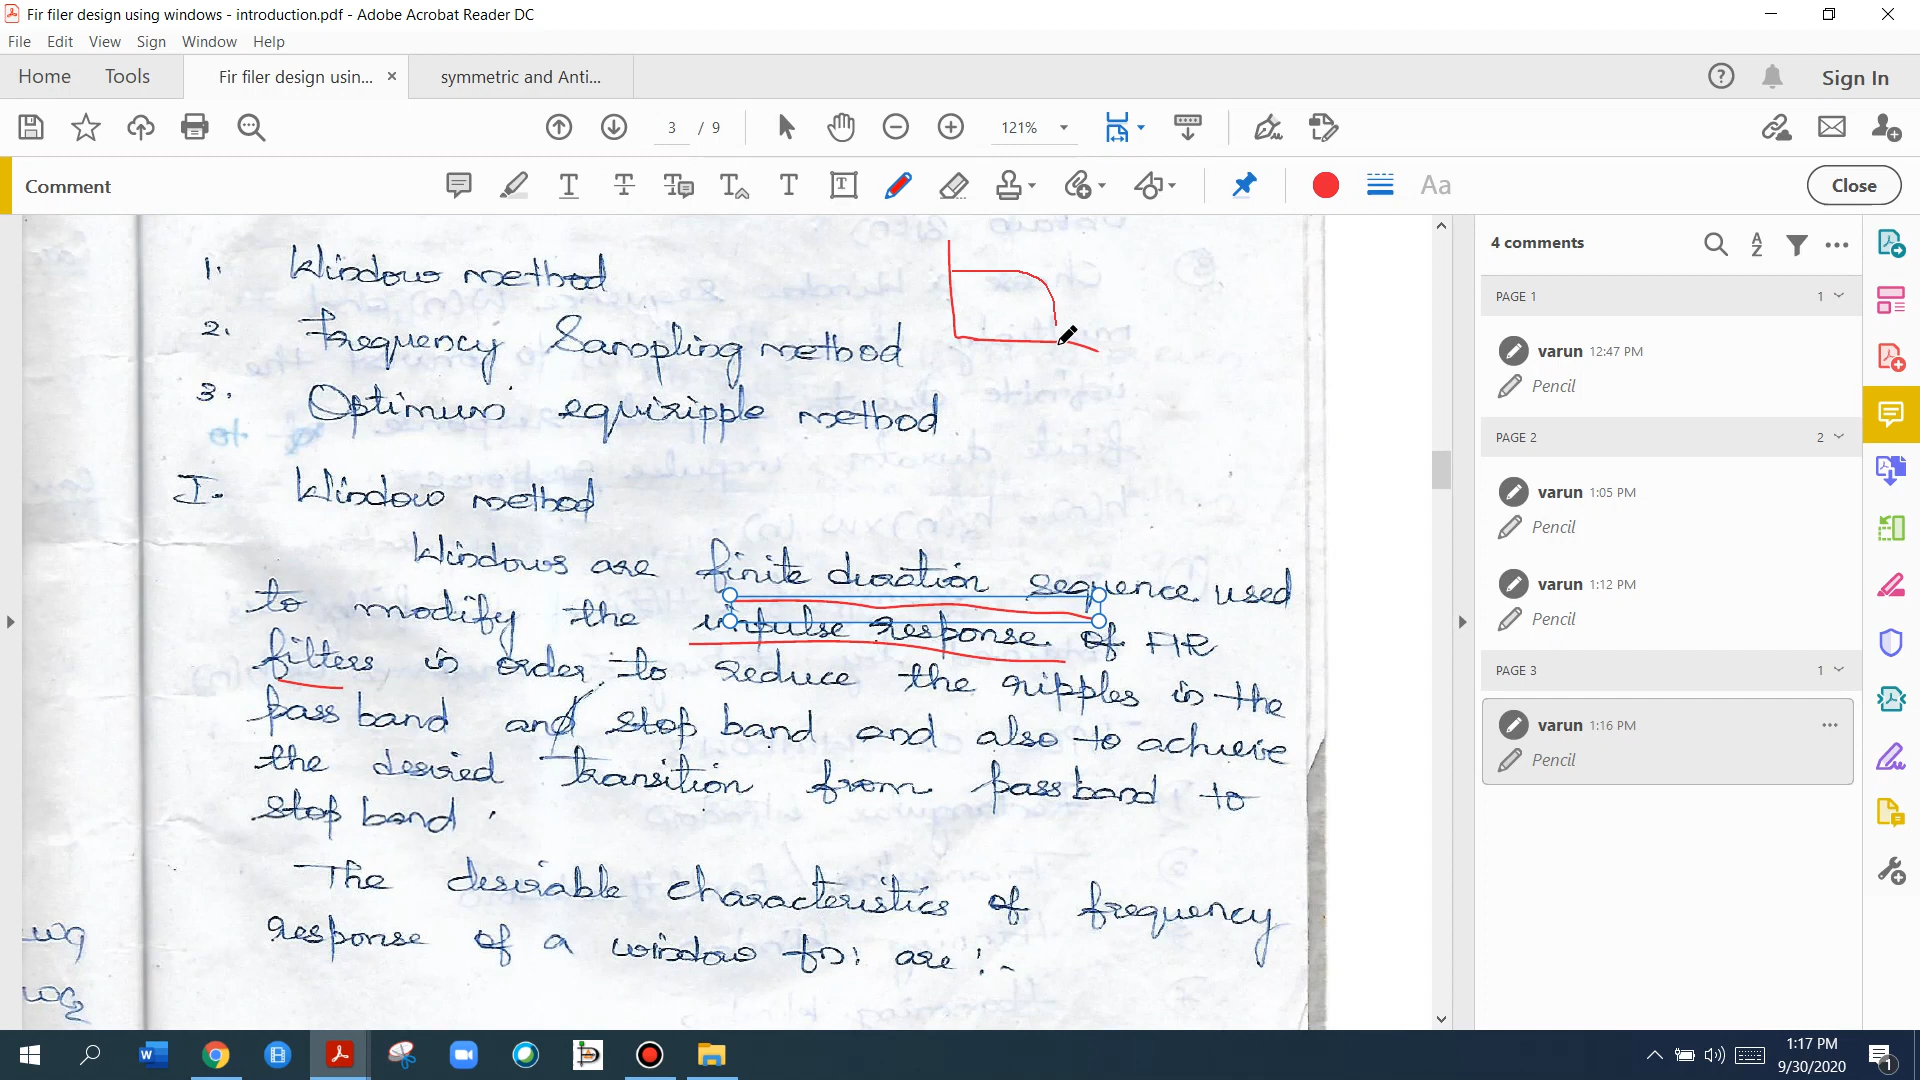 Fir filer design using windows - introduction.pdf - Adobe Acrobat Reader DC
File Edit View Sign Window Help
Home Tools Fir filer design usin... × symmetric and Anti... Sign In
3 / 9 121%
Comment Close
4 comments
PAGE 1 1
varun 12:47 PM
Pencil
PAGE 2 2
varun 1:05 PM
Pencil
varun 1:12 PM
Pencil
PAGE 3 1
varun 1:16 PM
Pencil
1. Window method
2. Frequency Sampling method
3. Optimum equiripple method
I. Window method
Windows are finite duration sequence used
to modify the impulse response of FIR
filters in order to reduce the ripples in the
pass band and stop band and also to achieve
the desired transition from pass band to
stop band.
The desirable characteristics of frequency
response of a window fn: are:-
1:17 PM
9/30/2020
1